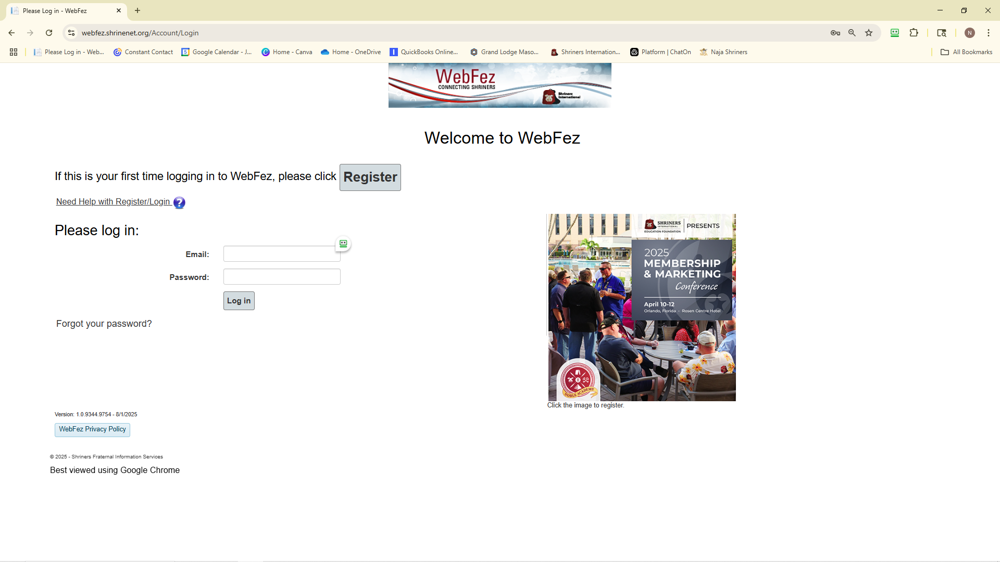 Please Log in - WebFez
webfez.shrinenet.org/Account/Login
N
Please Log in - Web...
Constant Contact
5
Google Calendar - J...
Home - Canva
Home - OneDrive
QuickBooks Online...
Grand Lodge Maso...
Shriners Internation...
Platform | ChatOn
Naja Shriners
All Bookmarks
WebFez
CONNECTING SHRINERS
Shriners
International
Welcome to WebFez
If this is your first time logging in to WebFez, please click Register
Need Help with Register/Login ?
Please log in:
Email:
Password:
Log in
Forgot your password?
SHRINERS
INTERNATIONAL
EDUCATION FOUNDATION
PRESENTS
2025
MEMBERSHIP
& MARKETING
Conference
April 10-12
Orlando, Florida - Rosen Centre Hotel
NOBLE ACADEMY
Click the image to register.
Version: 1.0.9344.9754 - 8/1/2025
WebFez Privacy Policy
© 2025 - Shriners Fraternal Information Services
Best viewed using Google Chrome